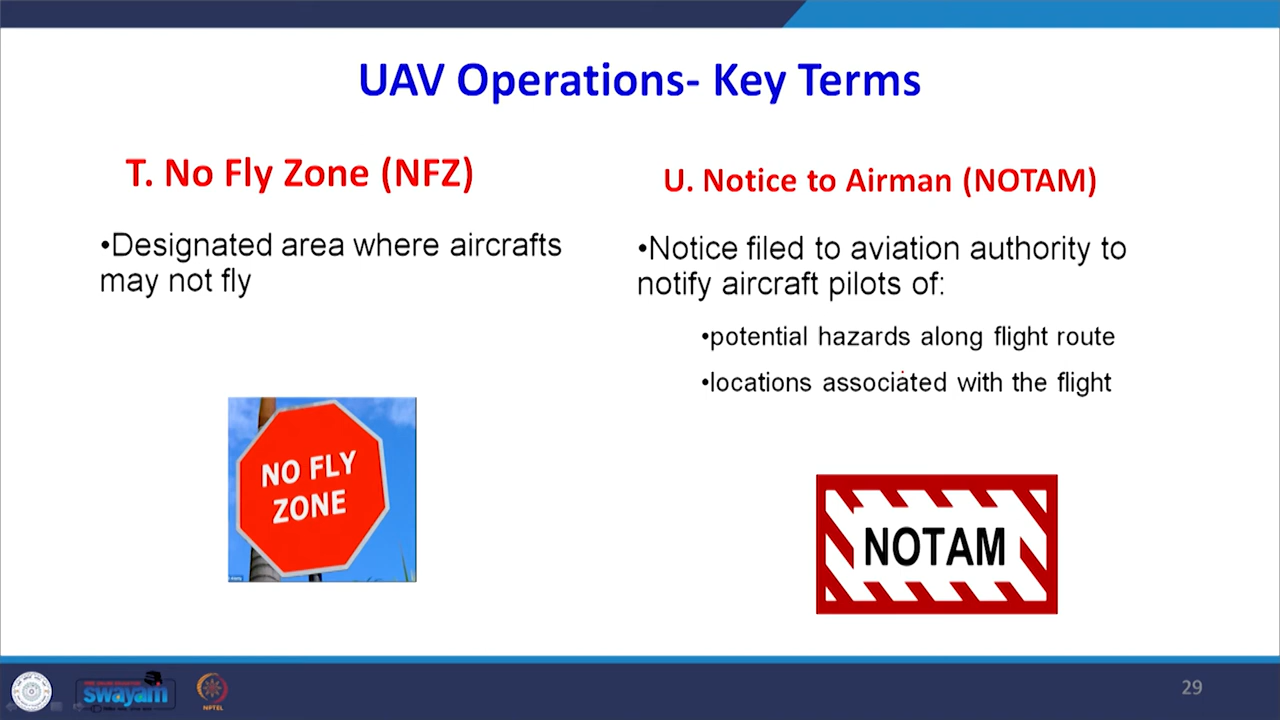 UAV Operations- Key Terms
T. No Fly Zone (NFZ)
•Designated area where aircrafts
may not fly
NO FLY
ZONE
U. Notice to Airman (NOTAM)
•Notice filed to aviation authority to
notify aircraft pilots of:
•potential hazards along flight route
•locations associated with the flight
NOTAM
swayam
NPTEL
29